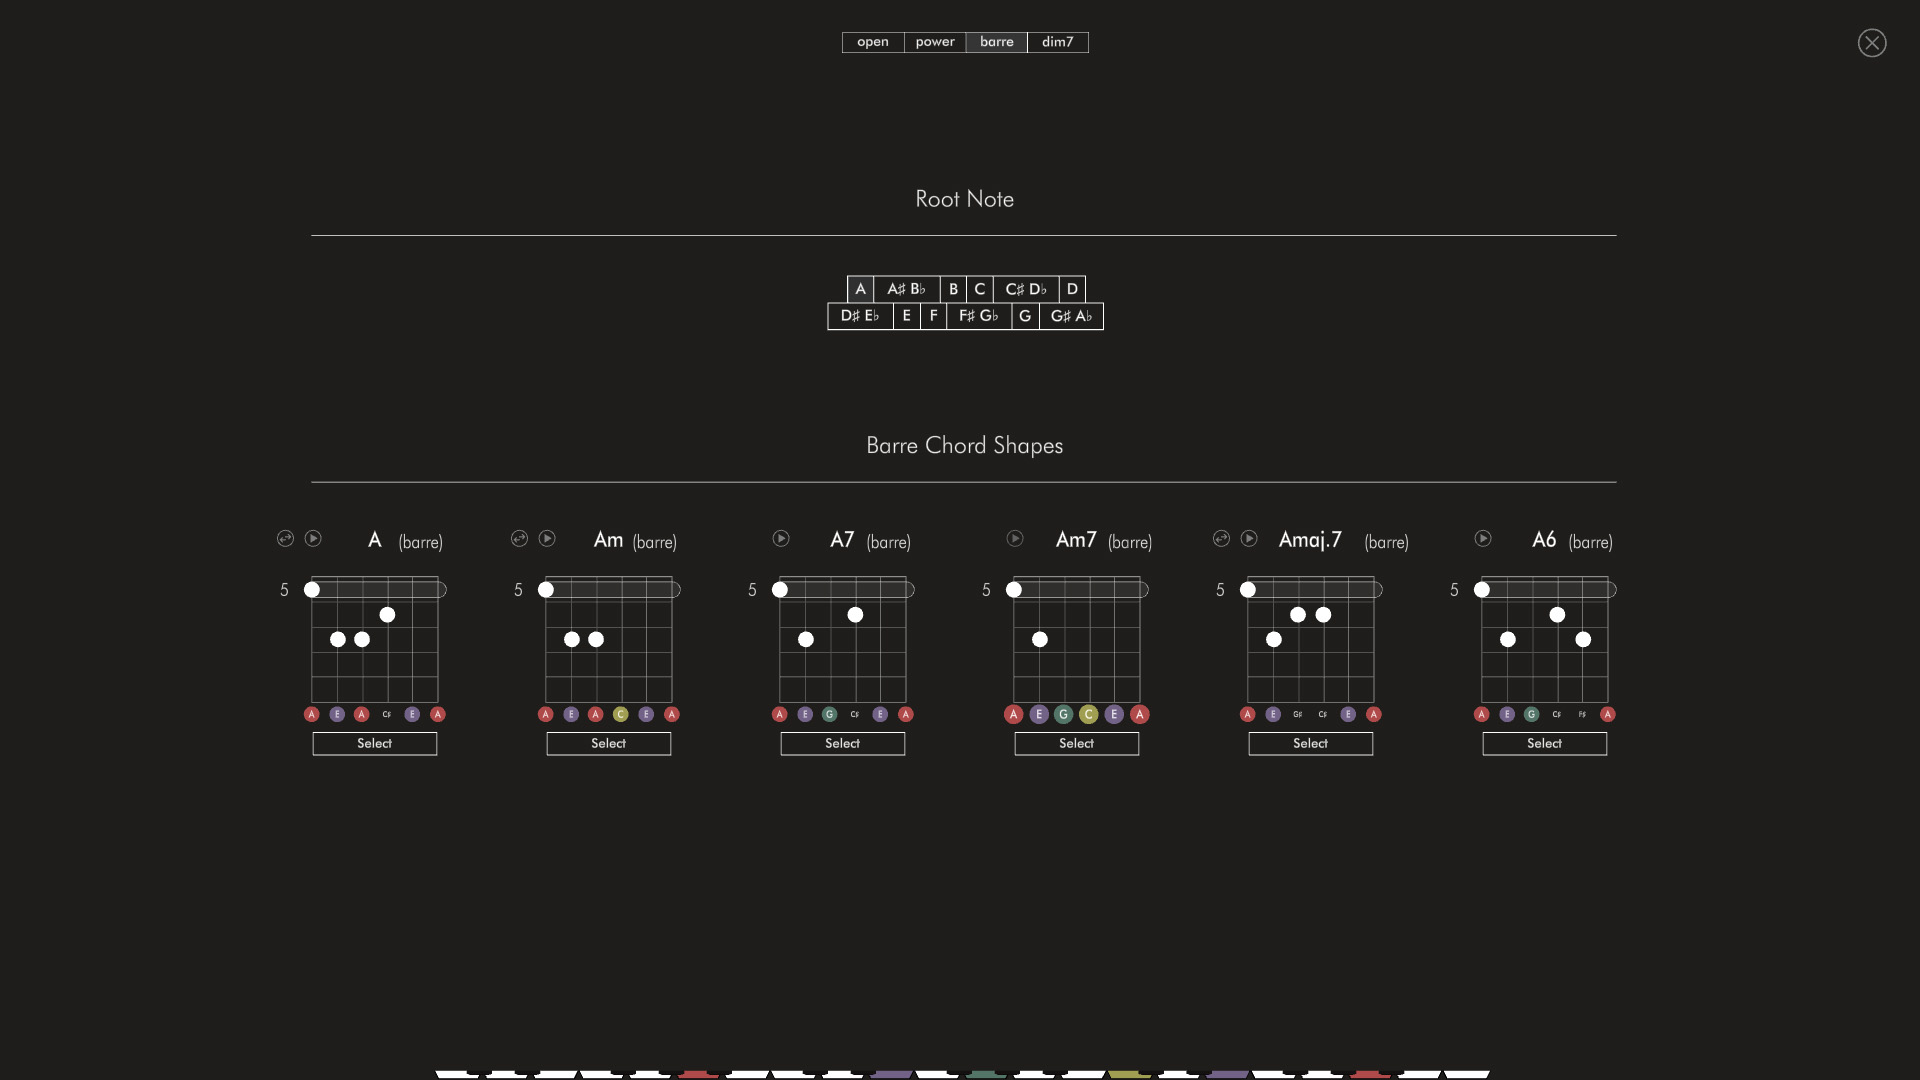 open power barre dim7
Root Note
A A♯ B♭ B C C♯ D♭ D
D♯ E♭ E F F♯ G♭ G G♯ A♭
Barre Chord Shapes
A (barre) Am (barre) A7 (barre) Am7 (barre) Amaj.7 (barre) A6 (barre)
5 5 5 5 5 5
A E A C♯ E A A E A C E A A E G C♯ E A A E G C E A A E G♯ C♯ E A A E G C♯ F♯ A
Select Select Select Select Select Select